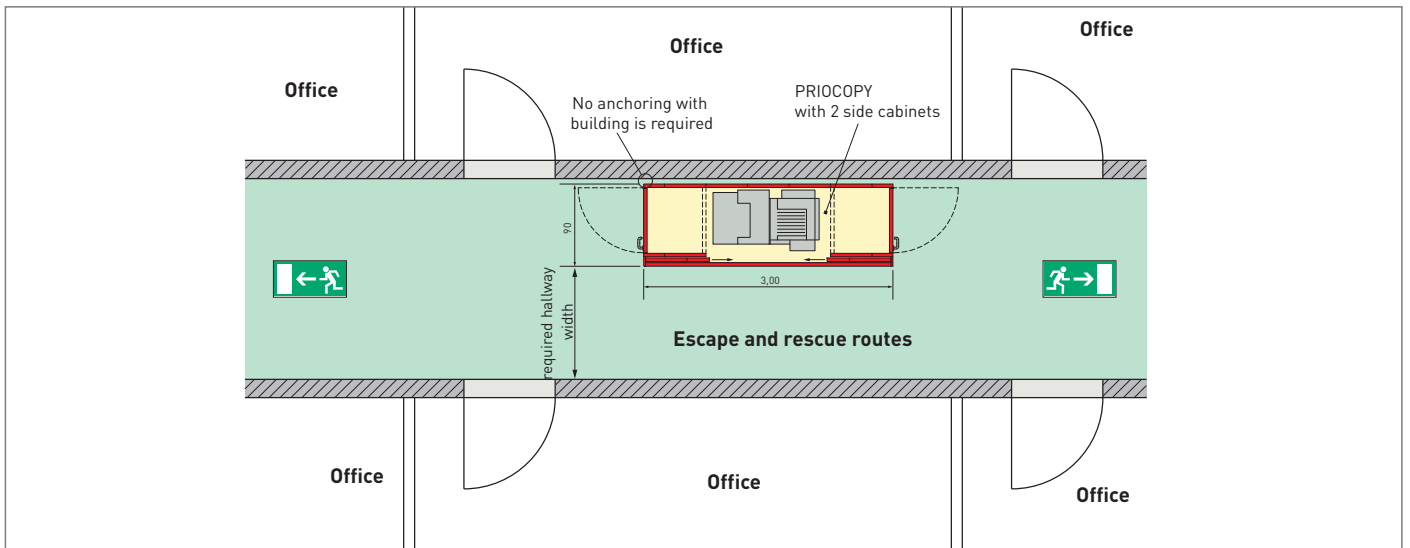 Office
Office
Office
No anchoring with
building is required
PRIOCOPY
with 2 side cabinets
90
3,00
required hallway
width
Escape and rescue routes
Office
Office
Office